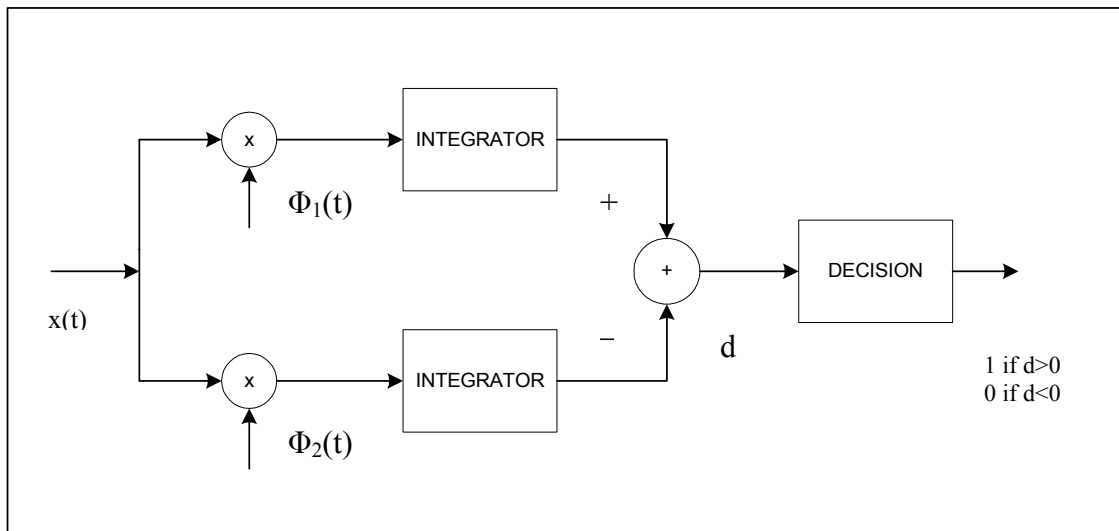 x
INTEGRATOR
Φ₁(t)
+
+
DECISION
x(t)
−
d
1 if d>0
0 if d<0
x
INTEGRATOR
Φ₂(t)